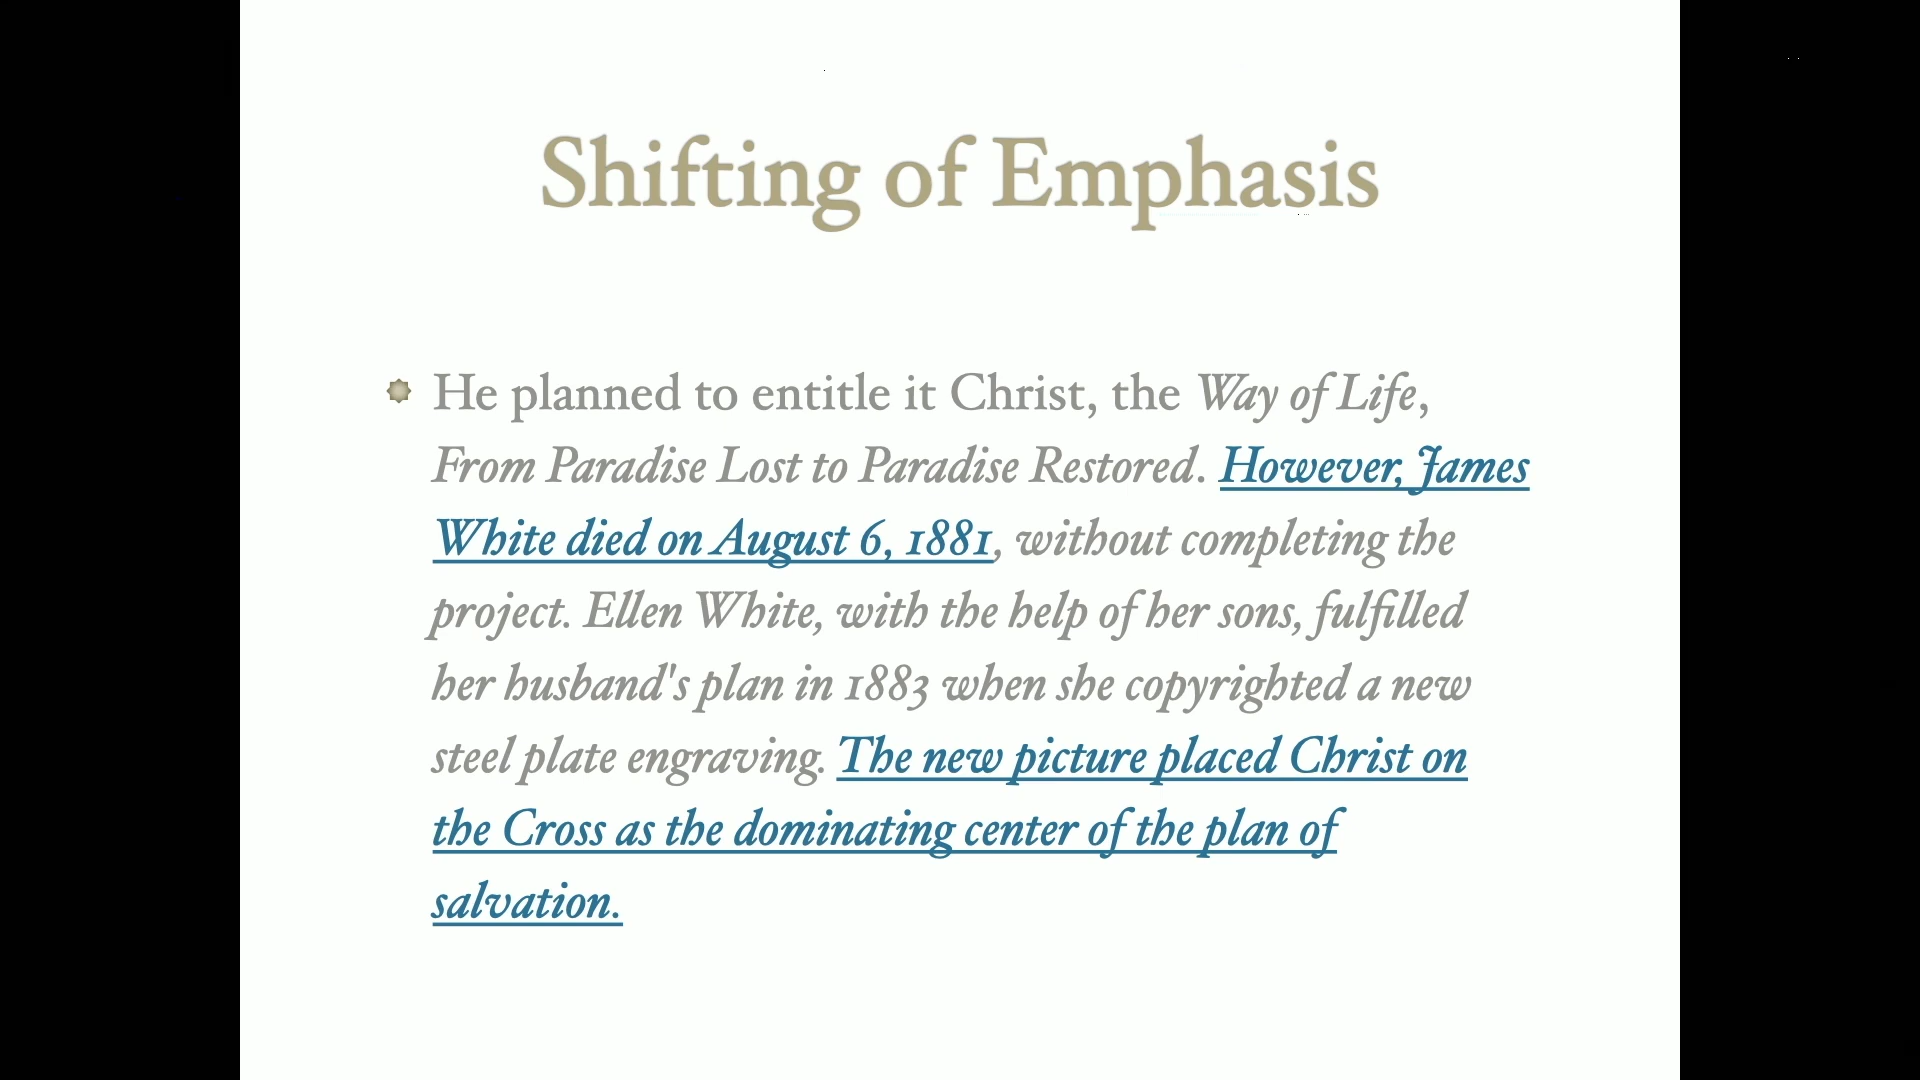 Shifting of Emphasis
He planned to entitle it Christ, the Way of Life,
From Paradise Lost to Paradise Restored. However, James
White died on August 6, 1881, without completing the
project. Ellen White, with the help of her sons, fulfilled
her husband's plan in 1883 when she copyrighted a new
steel plate engraving. The new picture placed Christ on
the Cross as the dominating center of the plan of
salvation.